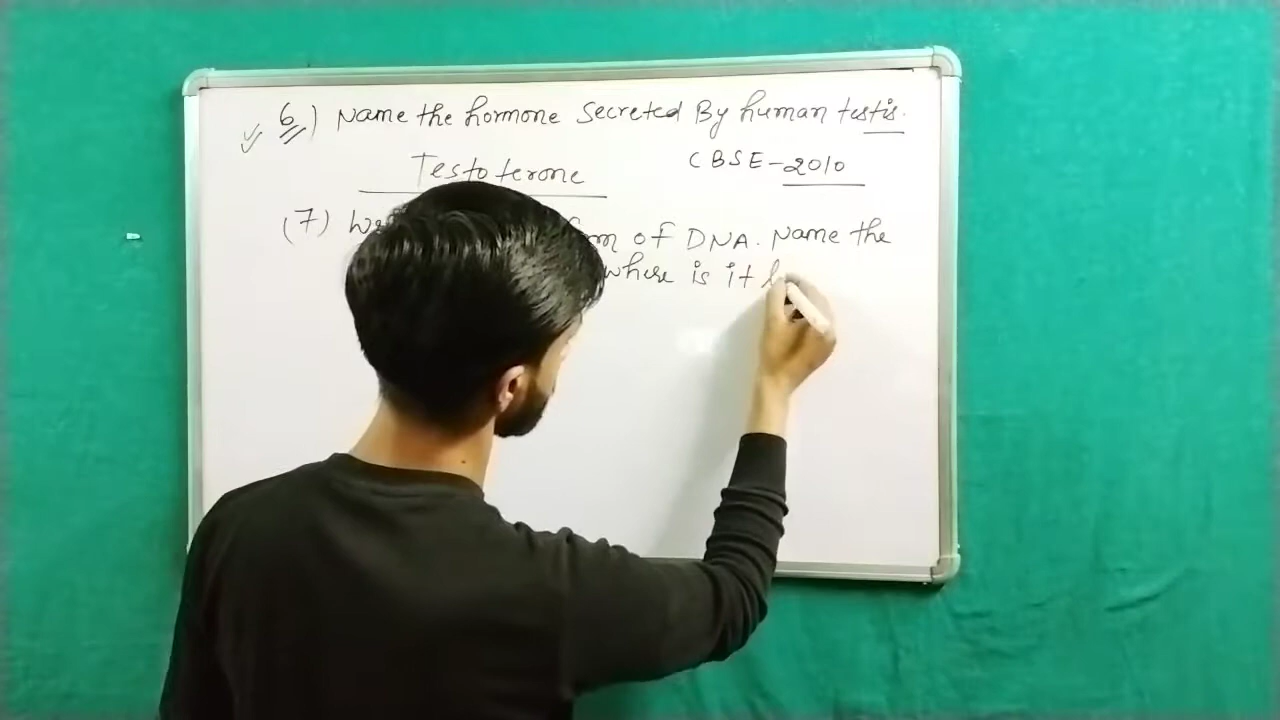 6) Name the hormone Secreted By human testis.
Testoterone CBSE-2010
(7) of DNA. Name the
where is it